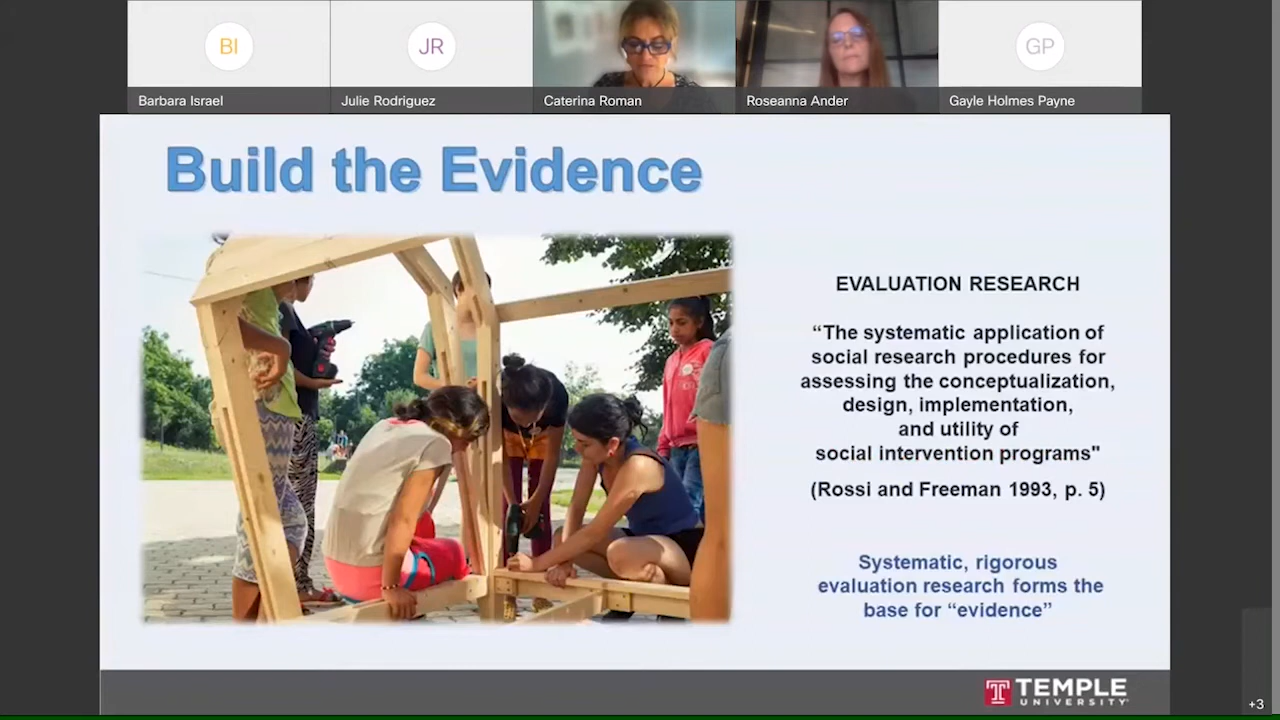 BI
JR
GP
Barbara Israel
Julie Rodriguez
Caterina Roman
Roseanna Ander
Gayle Holmes Payne
Build the Evidence
EVALUATION RESEARCH
“The systematic application of
social research procedures for
assessing the conceptualization,
design, implementation,
and utility of
social intervention programs"
(Rossi and Freeman 1993, p. 5)
Systematic, rigorous
evaluation research forms the
base for “evidence”
TEMPLE
UNIVERSITY
+3